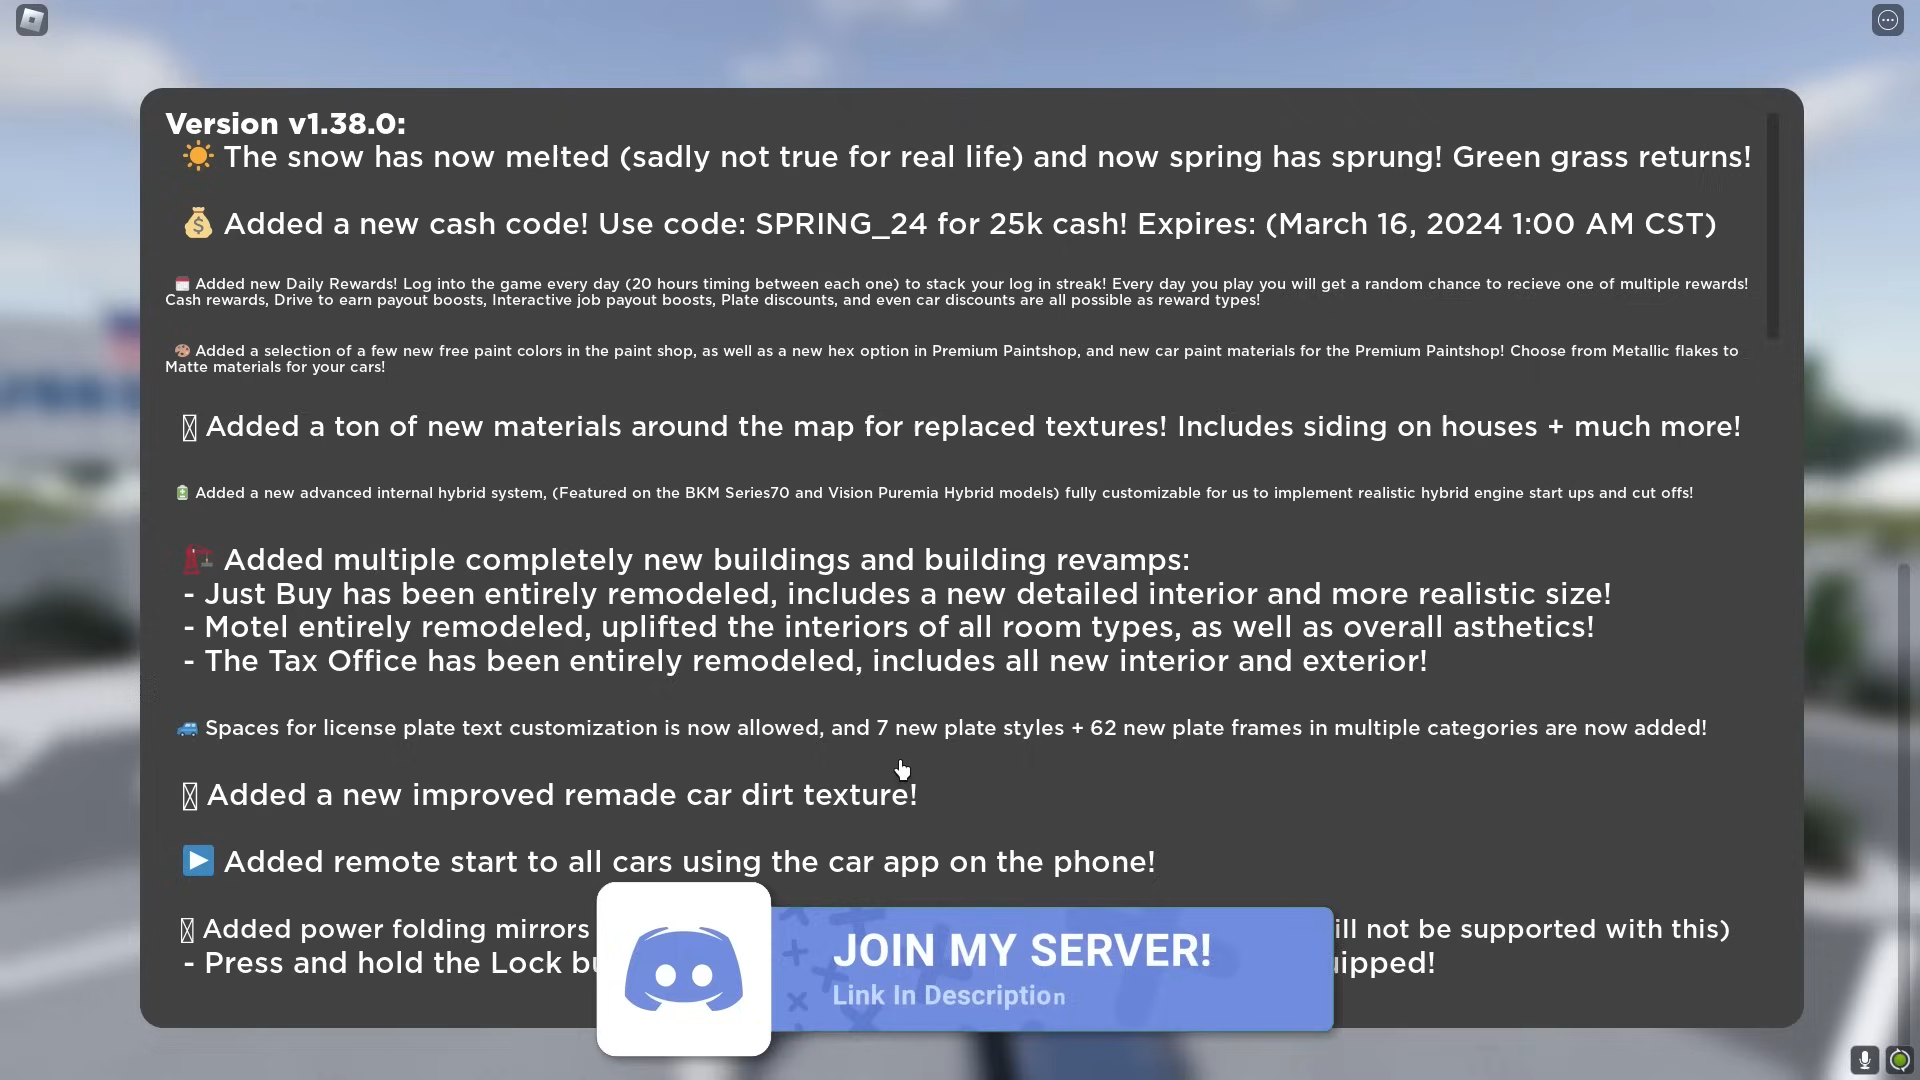 Version v1.38.0:
☀️ The snow has now melted (sadly not true for real life) and now spring has sprung! Green grass returns!
💰 Added a new cash code! Use code: SPRING_24 for 25k cash! Expires: (March 16, 2024 1:00 AM CST)
📅 Added new Daily Rewards! Log into the game every day (20 hours timing between each one) to stack your log in streak! Every day you play you will get a random chance to recieve one of multiple rewards!
Cash rewards, Drive to earn payout boosts, Interactive job payout boosts, Plate discounts, and even car discounts are all possible as reward types!
🎨 Added a selection of a few new free paint colors in the paint shop, as well as a new hex option in Premium Paintshop, and new car paint materials for the Premium Paintshop! Choose from Metallic flakes to
Matte materials for your cars!
Added a ton of new materials around the map for replaced textures! Includes siding on houses + much more!
🔋 Added a new advanced internal hybrid system, (Featured on the BKM Series70 and Vision Puremia Hybrid models) fully customizable for us to implement realistic hybrid engine start ups and cut offs!
🏗️ Added multiple completely new buildings and building revamps:
- Just Buy has been entirely remodeled, includes a new detailed interior and more realistic size!
- Motel entirely remodeled, uplifted the interiors of all room types, as well as overall asthetics!
- The Tax Office has been entirely remodeled, includes all new interior and exterior!
🚙 Spaces for license plate text customization is now allowed, and 7 new plate styles + 62 new plate frames in multiple categories are now added!
Added a new improved remade car dirt texture!
▶️ Added remote start to all cars using the car app on the phone!
Added power folding mirrors ill not be supported with this)
- Press and hold the Lock
JOIN MY SERVER!
Link In Description